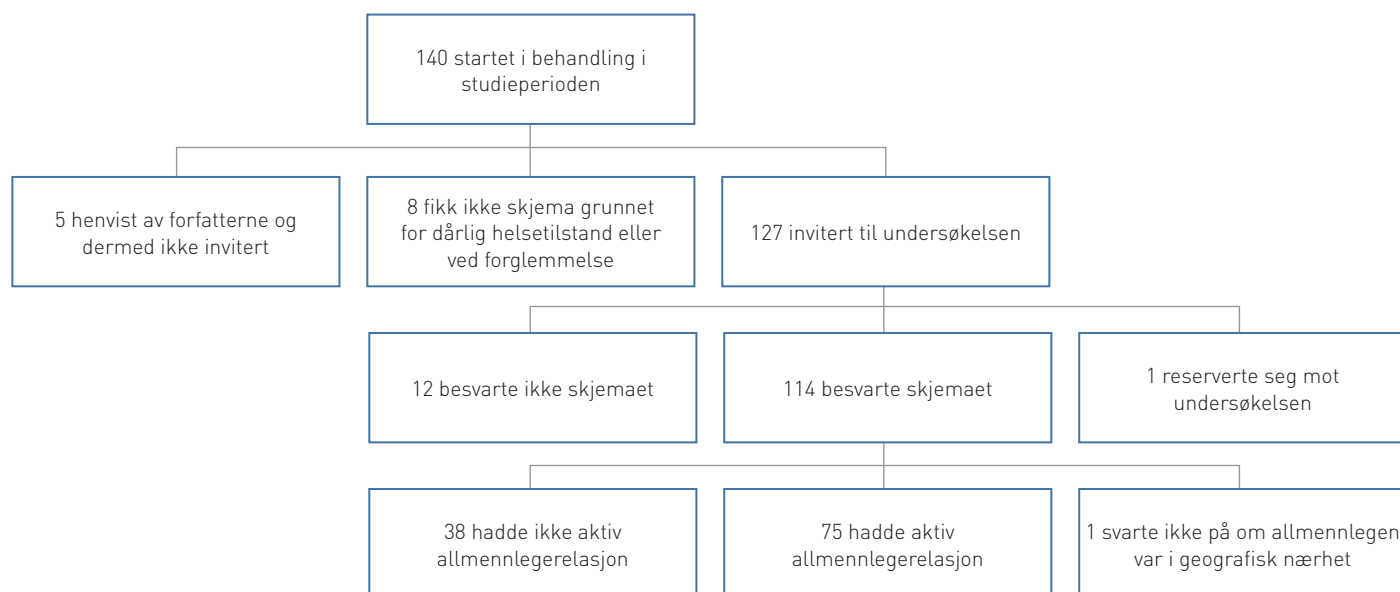 140 startet i behandling i
studieperioden
5 henvist av forfatterne og
dermed ikke invitert
8 fikk ikke skjema grunnet
for dårlig helsetilstand eller
ved forglemmelse
127 invitert til undersøkelsen
12 besvarte ikke skjemaet
114 besvarte skjemaet
1 reserverte seg mot
undersøkelsen
38 hadde ikke aktiv
allmennlegerelasjon
75 hadde aktiv
allmennlegerelasjon
1 svarte ikke på om allmennlegen
var i geografisk nærhet